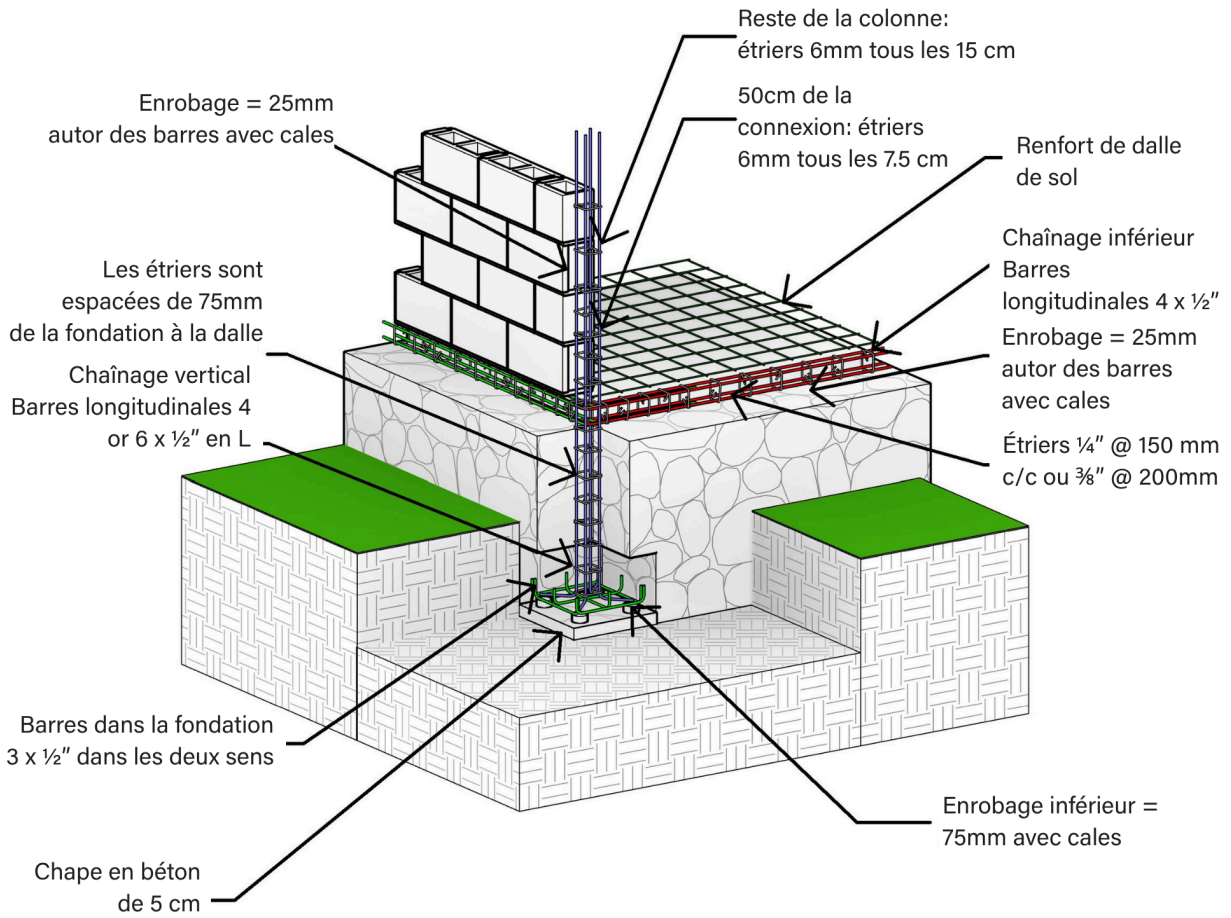 Reste de la colonne:
étriers 6mm tous les 15 cm
Enrobage = 25mm
autor des barres avec cales
50cm de la
connexion: étriers
6mm tous les 7.5 cm
Renfort de dalle
de sol
Chaînage inférieur
Barres
longitudinales 4 x ½”
Les étriers sont
espacées de 75mm
de la fondation à la dalle
Enrobage = 25mm
autor des barres
avec cales
Chaînage vertical
Barres longitudinales 4
or 6 x ½” en L
Étriers ¼” @ 150 mm
c/c ou ⅜” @ 200mm
Barres dans la fondation
3 x ½” dans les deux sens
Enrobage inférieur =
75mm avec cales
Chape en béton
de 5 cm